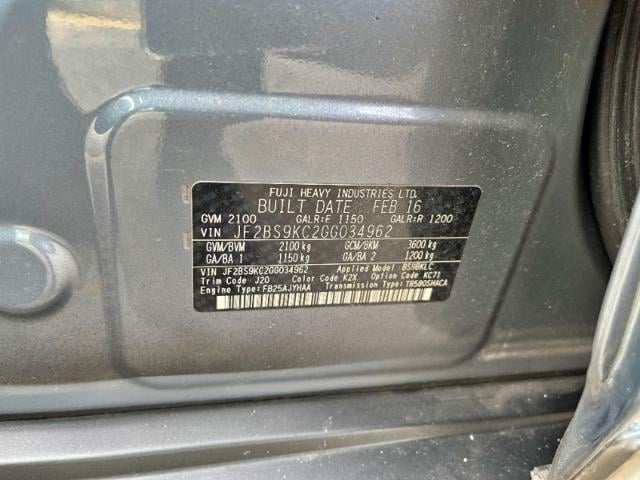 FUJI HEAVY INDUSTRIES LTD.
BUILT DATE FEB 16
GVM 2100 GALR:F 1150 GALR:R 1200
VIN JF2BS9KC2GG034962
GVM/BVM 2100 kg GCM/BKM 3600 kg
GA/BA 1 1150 kg GA/BA 2 1200 kg
VIN JF2BS9KC2GG034962 Applied Model BS9BKLC
Trim Code J20 Color Code K2X Option Code KC71
Engine Type: FB25AJYHAA Transmission Type: TR580SHACA